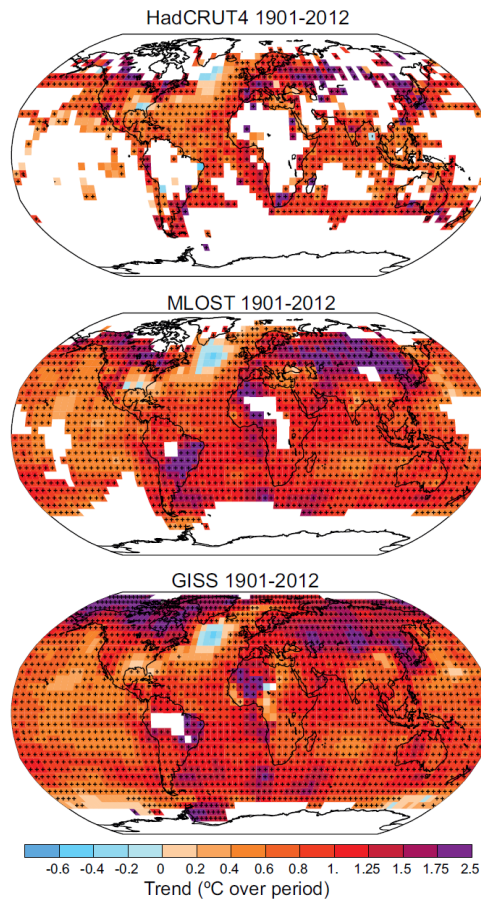 HadCRUT4 1901-2012
MLOST 1901-2012
GISS 1901-2012
-0.6 -0.4 -0.2 0 0.2 0.4 0.6 0.8 1. 1.25 1.5 1.75 2.5
Trend (ºC over period)